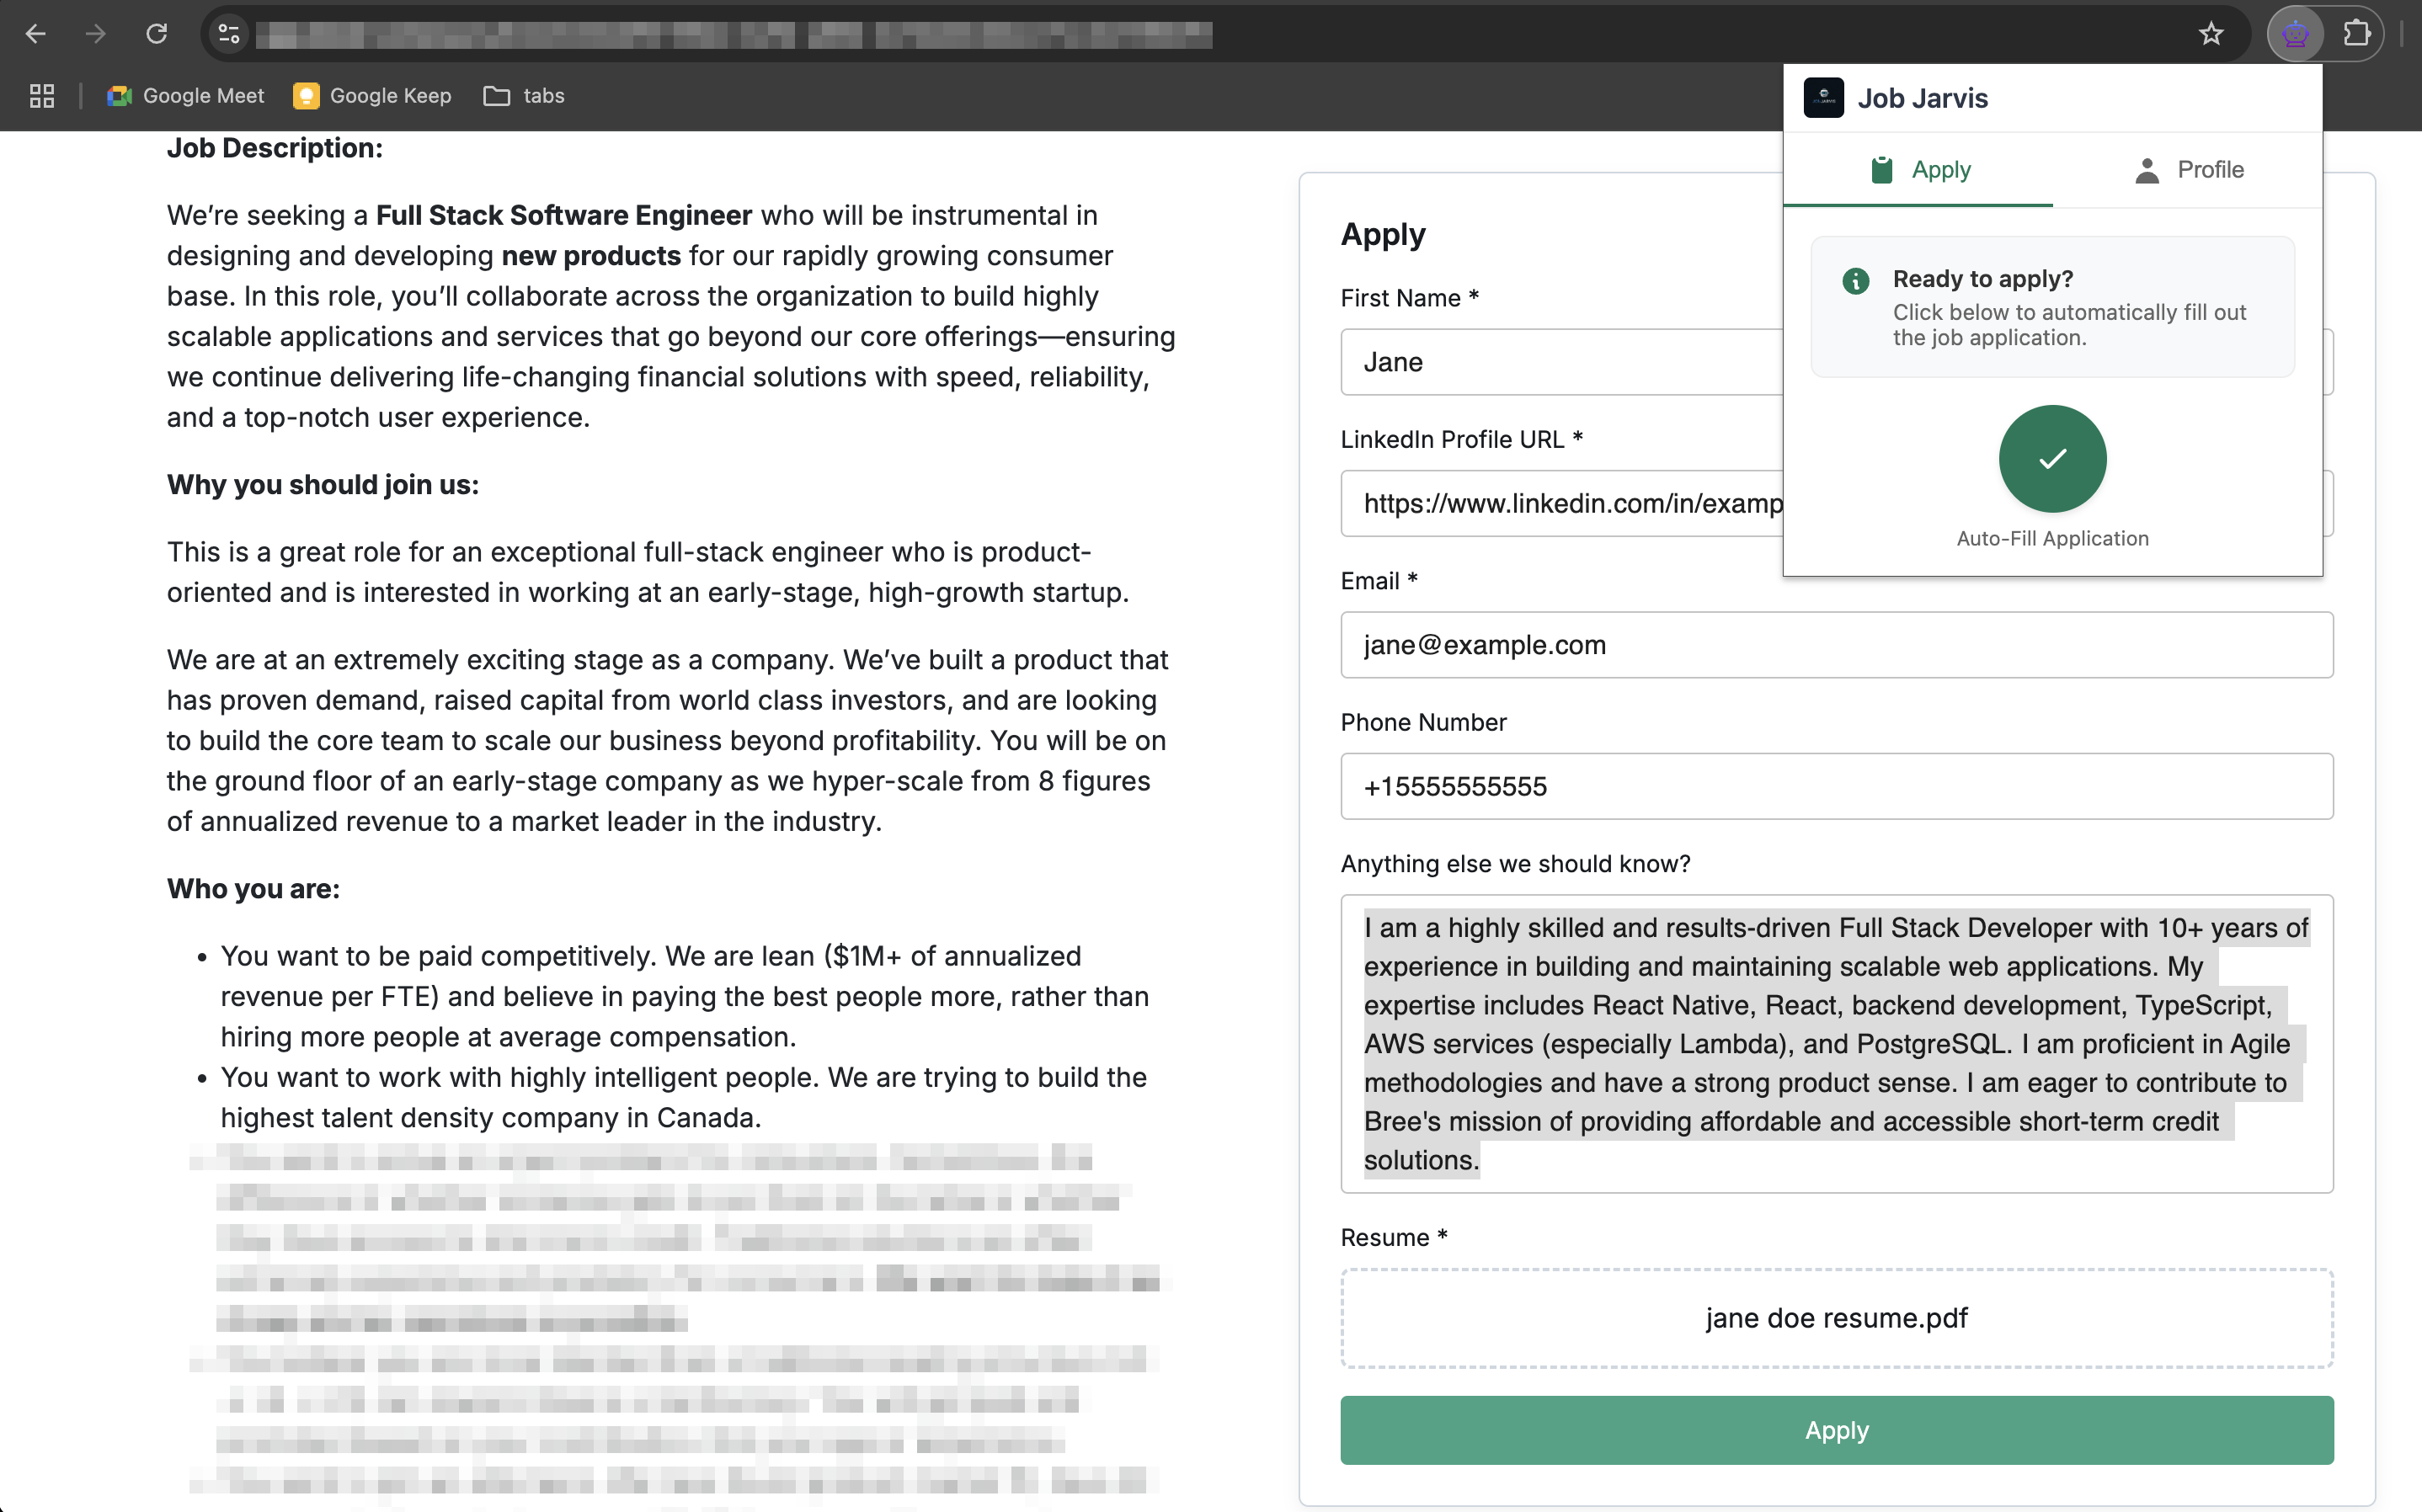 Google Meet
Google Keep
tabs
Job Description:
We’re seeking a Full Stack Software Engineer who will be instrumental in
designing and developing new products for our rapidly growing consumer
base. In this role, you’ll collaborate across the organization to build highly
scalable applications and services that go beyond our core offerings—ensuring
we continue delivering life-changing financial solutions with speed, reliability,
and a top-notch user experience.
Why you should join us:
This is a great role for an exceptional full-stack engineer who is product-
oriented and is interested in working at an early-stage, high-growth startup.
We are at an extremely exciting stage as a company. We’ve built a product that
has proven demand, raised capital from world class investors, and are looking
to build the core team to scale our business beyond profitability. You will be on
the ground floor of an early-stage company as we hyper-scale from 8 figures
of annualized revenue to a market leader in the industry.
Who you are:
• You want to be paid competitively. We are lean ($1M+ of annualized
revenue per FTE) and believe in paying the best people more, rather than
hiring more people at average compensation.
• You want to work with highly intelligent people. We are trying to build the
highest talent density company in Canada.
Apply
First Name *
Jane
LinkedIn Profile URL *
https://www.linkedin.com/in/examp
Email *
jane@example.com
Phone Number
+15555555555
Anything else we should know?
I am a highly skilled and results-driven Full Stack Developer with 10+ years of
experience in building and maintaining scalable web applications. My
expertise includes React Native, React, backend development, TypeScript,
AWS services (especially Lambda), and PostgreSQL. I am proficient in Agile
methodologies and have a strong product sense. I am eager to contribute to
Bree's mission of providing affordable and accessible short-term credit
solutions.
Resume *
jane doe resume.pdf
Apply
Job Jarvis
Apply
Profile
Ready to apply?
Click below to automatically fill out
the job application.
Auto-Fill Application